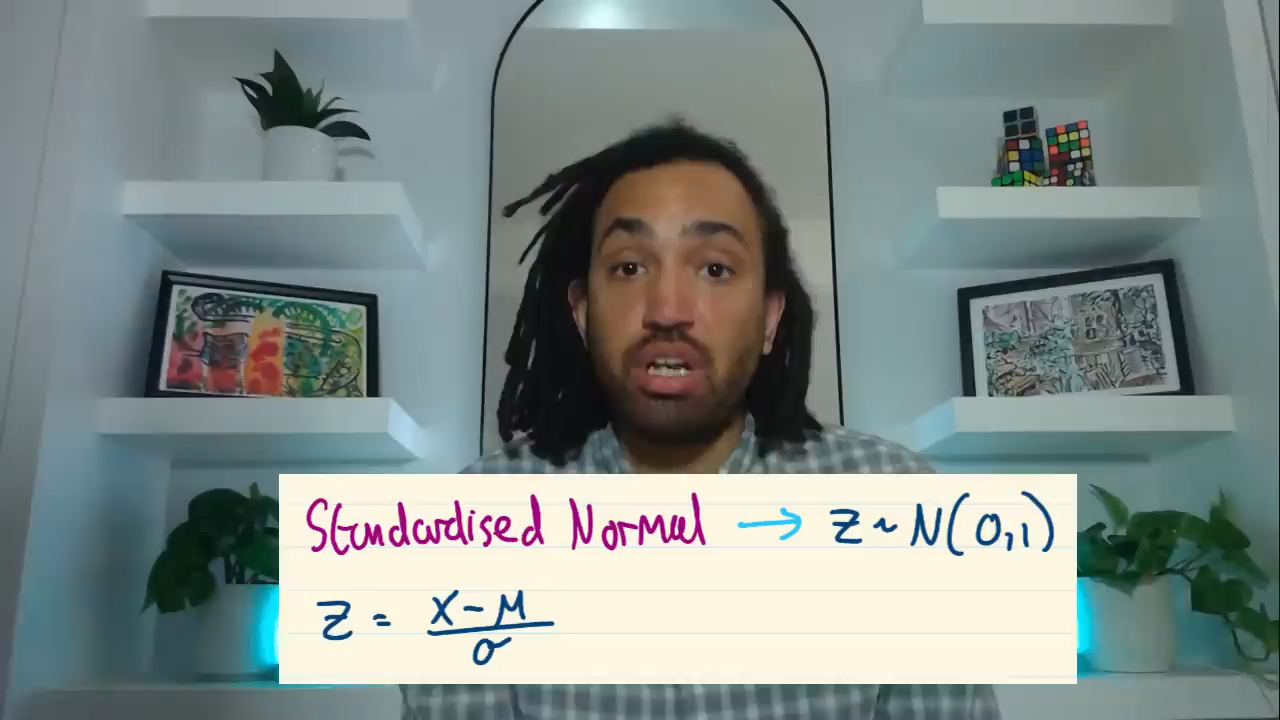 Standardised Normal → Z ~ N(0,1)
Z = X - μ / σ